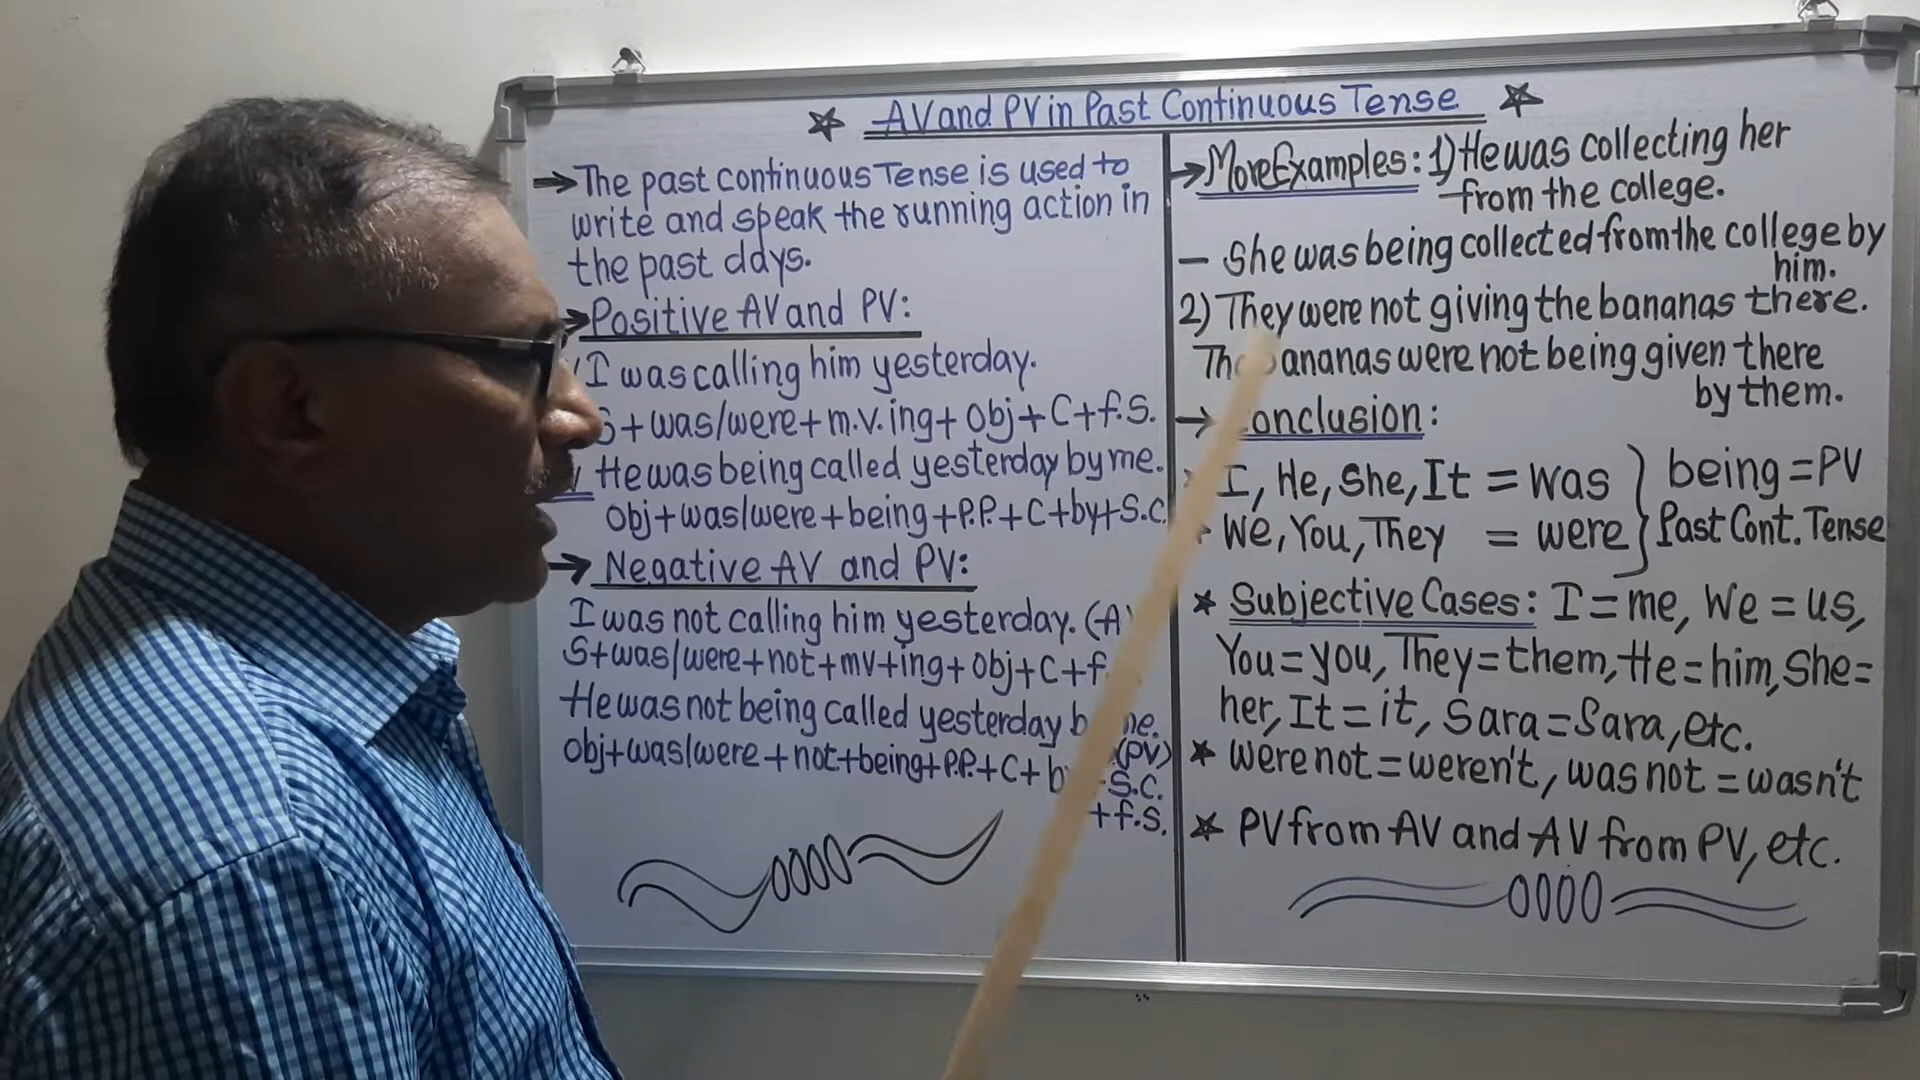 AV and PV in Past Continuous Tense
→ The past continuous Tense is used to
write and speak the running action in
the past days.
→ Positive AV and PV:
I was calling him yesterday.
S + was/were + m.v. ing + Obj + C + f.S.
He was being called yesterday by me.
Obj + was/were + being + P.P. + C + by + S.C.
→ Negative AV and PV:
I was not calling him yesterday. (A
S + was/were + not + mv + ing + Obj + C + f.
He was not being called yesterday
(PV)
Obj + was/were + not + being + P.P. + C + S.C.
+ f.S.
→ More Examples: 1) He was collecting her
from the college.
– She was being collected from the college by
him.
2) They were not giving the bananas there.
bananas were not being given there
by them.
→ Conclusion:
I, He, She, It = Was } being = PV
We, You, They = were } Past Cont. Tense
* Subjective Cases: I = me, We = us,
You = you, They = them, He = him, She =
her, It = it, Sara = Sara, etc.
* were not = weren't, was not = wasn't
* PV from AV and AV from PV, etc.